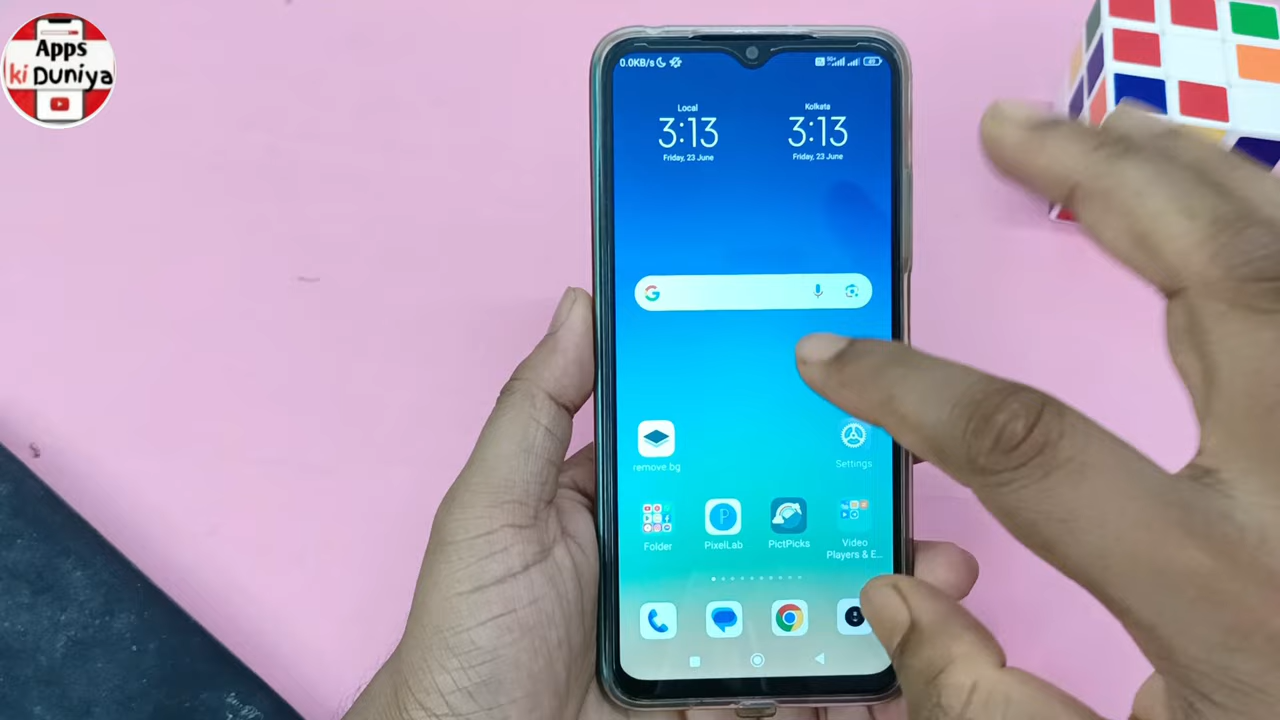 Apps
ki Duniya
0.0KB/s
Local
Kolkata
3:13
3:13
Friday, 23 June
Friday, 23 June
remove.bg
Settings
Folder
PixelLab
PictPicks
Video
Players & E...